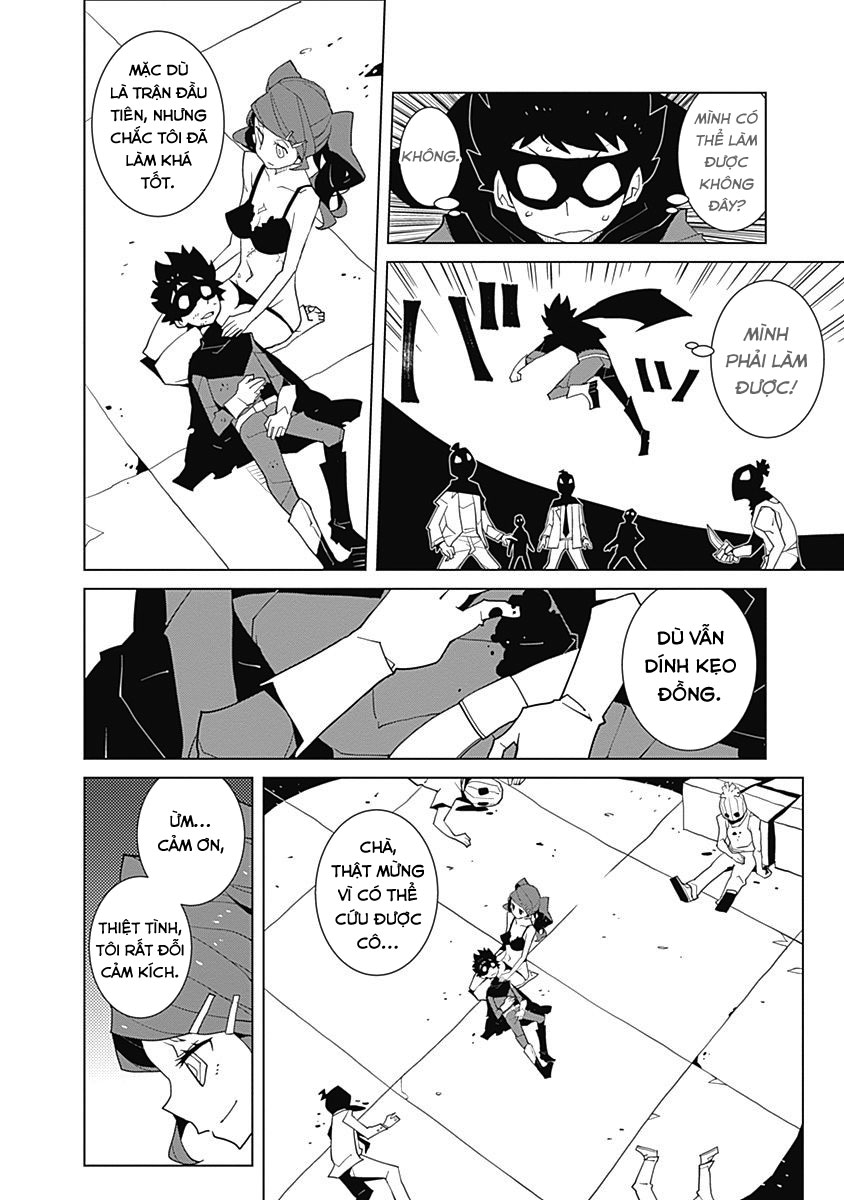 MÌNH CÓ
THỂ LÀM
ĐƯỢC
KHÔNG
ĐÂY?
KHÔNG.
MÌNH
PHẢI LÀM
ĐƯỢC!
MẶC DÙ
LÀ TRẬN ĐẦU
TIÊN, NHƯNG
CHẮC TÔI ĐÃ
LÀM KHÁ
TỐT.
DÙ VẪN
DÍNH KẸO
ĐỒNG.
CHÀ,
THẬT MỪNG
VÌ CÓ THỂ
CỨU ĐƯỢC
CÔ...
ỪM...
CẢM ƠN,
THIỆT TÌNH,
TÔI RẤT ĐỖI
CẢM KÍCH.